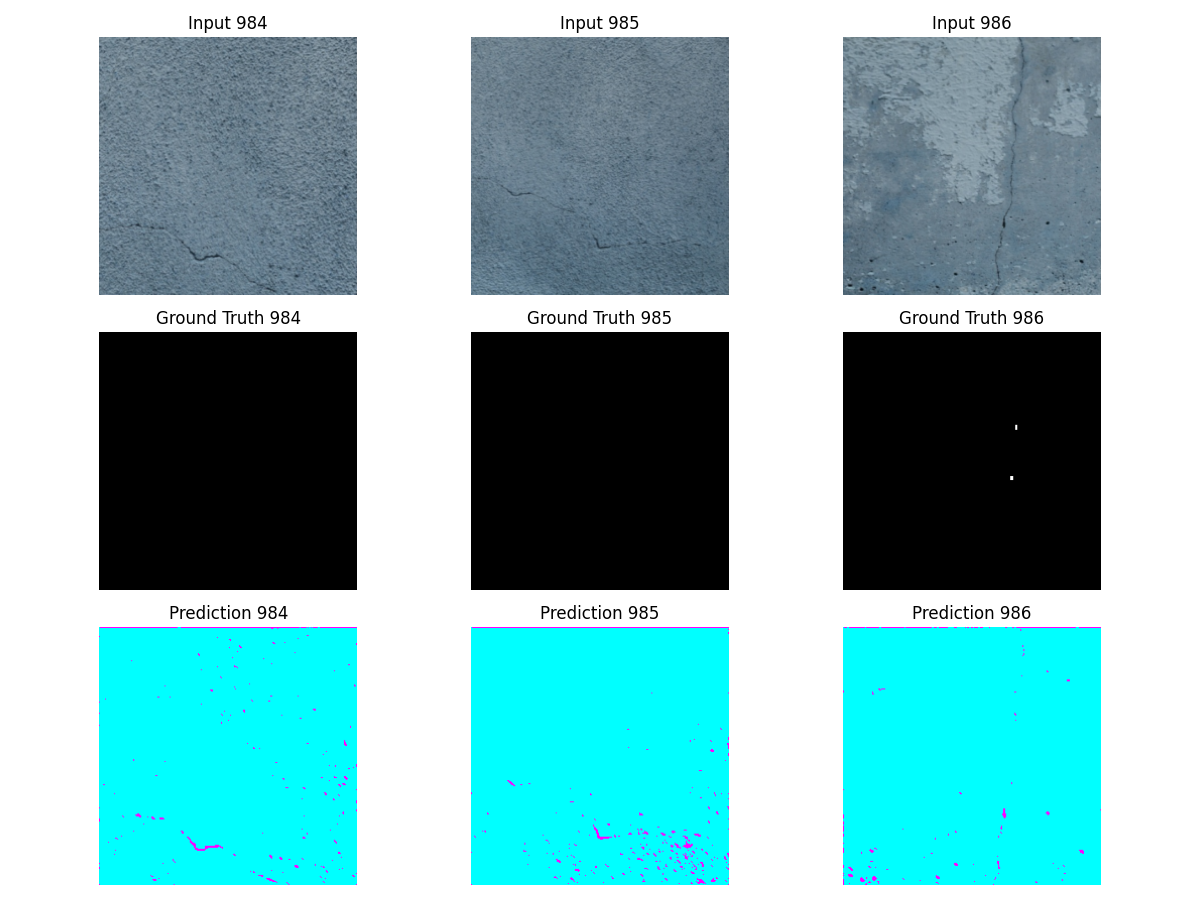 Input 984
Input 985
Input 986
Ground Truth 984
Ground Truth 985
Ground Truth 986
Prediction 984
Prediction 985
Prediction 986